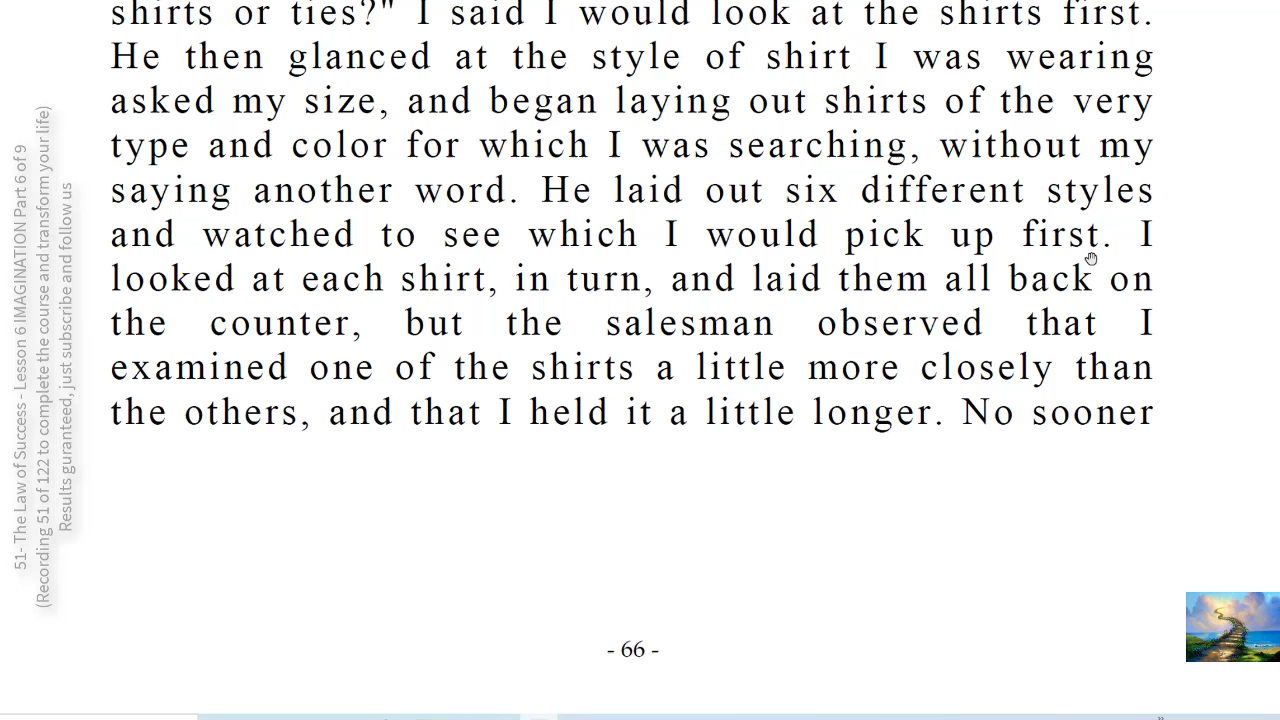 shirts or ties?" I said I would look at the shirts first.
He then glanced at the style of shirt I was wearing
asked my size, and began laying out shirts of the very
type and color for which I was searching, without my
saying another word. He laid out six different styles
and watched to see which I would pick up first. I
looked at each shirt, in turn, and laid them all back on
the counter, but the salesman observed that I
examined one of the shirts a little more closely than
the others, and that I held it a little longer. No sooner
- 66 -
51- The Law of Success - Lesson 6 IMAGINATION Part 6 of 9
(Recording 51 of 122 to complete the course and transform your life)
Results guranteed, just subscribe and follow us